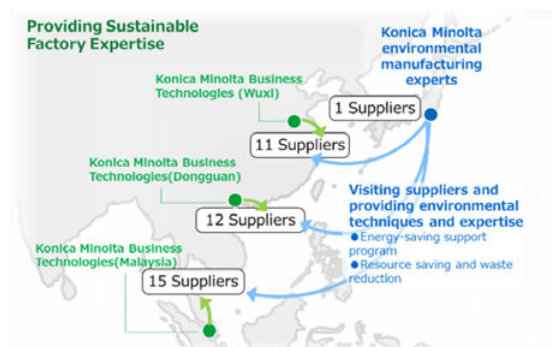 Providing Sustainable
Factory Expertise
Konica Minolta
environmental
manufacturing
experts
Konica Minolta Business
Technologies (Wuxi)
1 Suppliers
11 Suppliers
Konica Minolta Business
Technologies(Dongguan)
12 Suppliers
Visiting suppliers and
providing environmental
techniques and expertise
●Energy-saving support
program
●Resource saving and waste
reduction
Konica Minolta Business
Technologies(Malaysia)
15 Suppliers